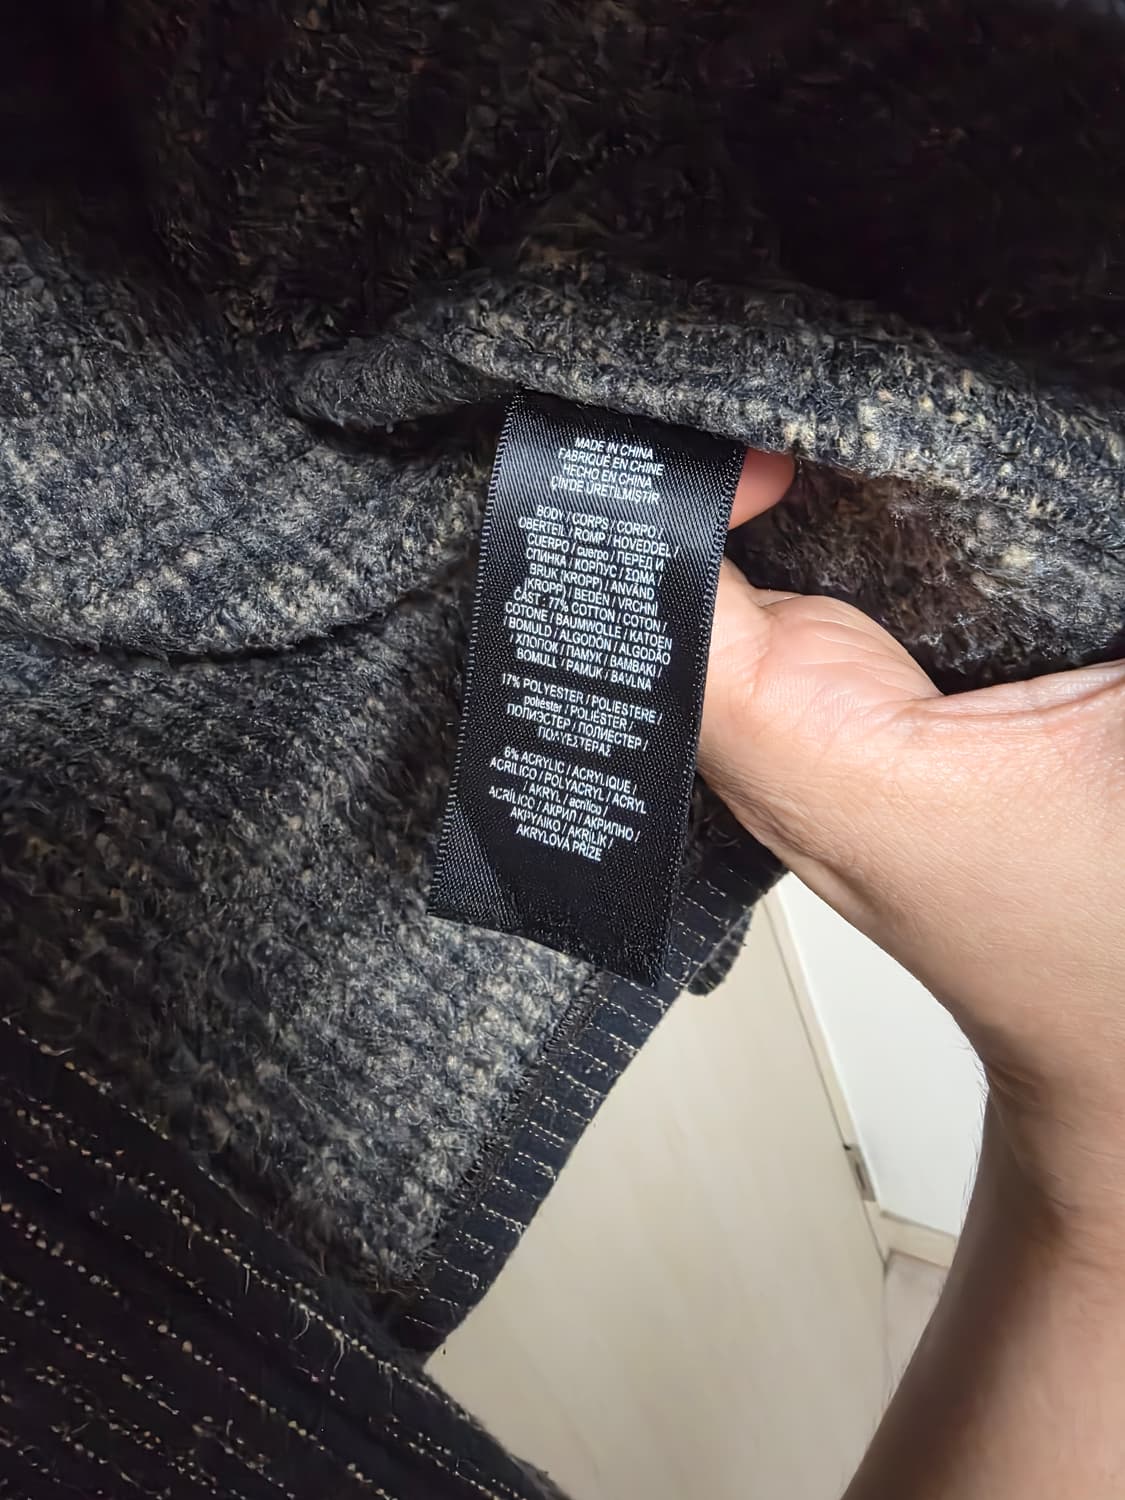 MADE IN CHINA
FABRIQUÉ EN CHINE
HECHO EN CHINA
ÇİN'DE ÜRETİLMİŞTİR
BODY / CORPS / CORPO /
OBERTEIL / ROMP / HOVEDDEL /
CUERPO / cuerpo / ПЕРЕД И
СПИНКА / КОРПУС / ΣΩΜΑ /
BRUK (KROPP) / ANVÄND
(KROPP) / BEDEN / VRCHNÍ
ČÁST : 77% COTTON / COTON /
COTONE / BAUMWOLLE / KATOEN
/ BOMULD / ALGODÓN / ALGODÃO
/ ХЛОПОК / ПАМУК / ΒΑΜΒΑΚΙ /
BOMULL / PAMUK / BAVLNA
17% POLYESTER / POLIESTERE /
poliéster / POLIÉSTER /
ПОЛИЭСТЕР / ПОЛИЕСТЕР /
ΠΟΛΥΕΣΤΕΡΑΣ
6% ACRYLIC / ACRYLIQUE /
ACRILICO / POLYACRYL / ACRYL
/ AKRYL / acrílico /
ACRÍLICO / АКРИЛ / АКРИЛНО /
ΑΚΡΥΛΙΚΟ / AKRİLİK /
AKRYLOVÁ PŘÍZE